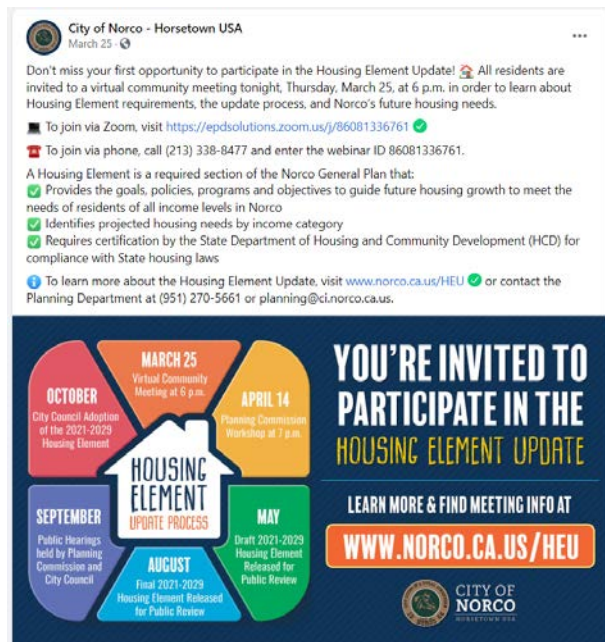 City of Norco - Horsetown USA
March 25 ·
Don't miss your first opportunity to participate in the Housing Element Update! 🏠 All residents are
invited to a virtual community meeting tonight, Thursday, March 25, at 6 p.m. in order to learn about
Housing Element requirements, the update process, and Norco's future housing needs.
💻 To join via Zoom, visit https://epdsolutions.zoom.us/j/86081336761 ✅
☎️ To join via phone, call (213) 338-8477 and enter the webinar ID 86081336761.
A Housing Element is a required section of the Norco General Plan that:
✅ Provides the goals, policies, programs and objectives to guide future housing growth to meet the
needs of residents of all income levels in Norco
✅ Identifies projected housing needs by income category
✅ Requires certification by the State Department of Housing and Community Development (HCD) for
compliance with State housing laws
ℹ️ To learn more about the Housing Element Update, visit www.norco.ca.us/HEU ✅ or contact the
Planning Department at (951) 270-5661 or planning@ci.norco.ca.us.
MARCH 25
Virtual Community
Meeting at 6 p.m.
APRIL 14
Planning Commission
Workshop at 7 p.m.
MAY
Draft 2021-2029
Housing Element
Released for
Public Review
AUGUST
Final 2021-2029
Housing Element Released
for Public Review
SEPTEMBER
Public Hearings
held by Planning
Commission and
City Council
OCTOBER
City Council Adoption
of the 2021-2029
Housing Element
HOUSING
ELEMENT
UPDATE PROCESS
YOU'RE INVITED TO
PARTICIPATE IN THE
HOUSING ELEMENT UPDATE
LEARN MORE & FIND MEETING INFO AT
WWW.NORCO.CA.US/HEU
CITY OF
NORCO
HORSETOWN USA